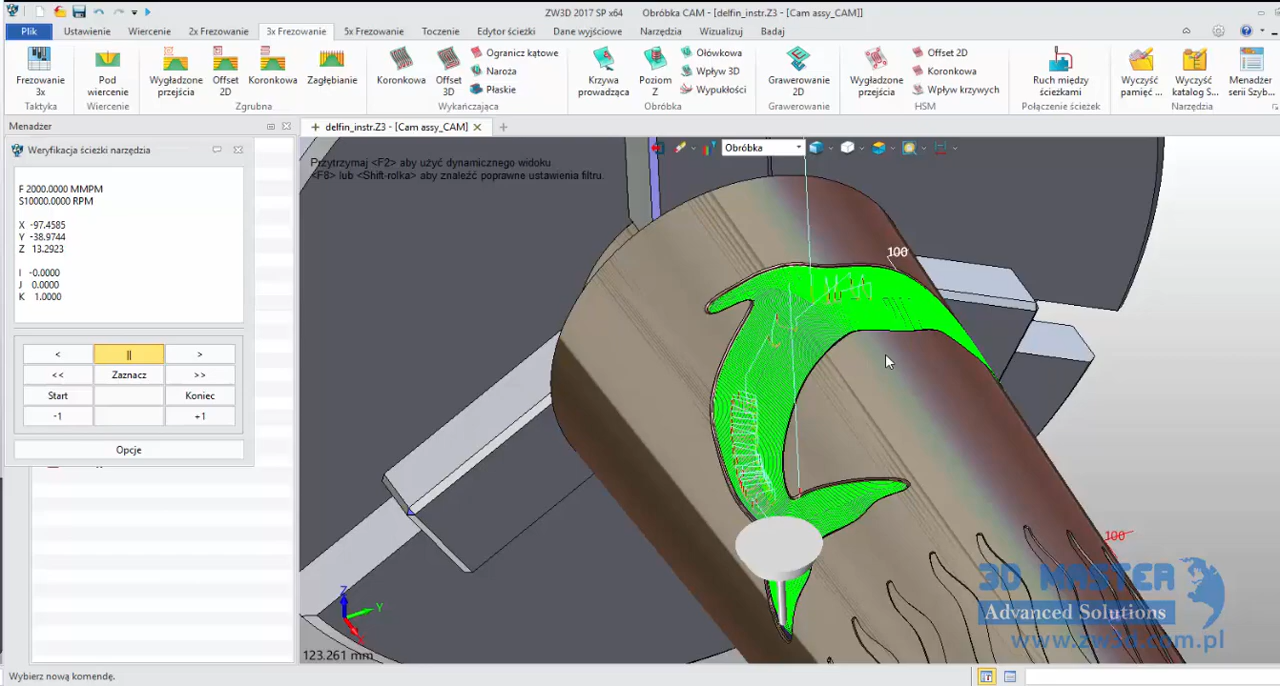 ZW3D 2017 SP x64 Obróbka CAM - [delfin_instr.Z3 - [Cam assy_CAM]]
Plik Ustawienie Wiercenie 2x Frezowanie 3x Frezowanie 5x Frezowanie Toczenie Edytor ścieżki Dane wyjściowe Narzędzia Wizualizuj Badaj
Frezowanie 3x
Taktyka
Pod wiercenie
Wiercenie
Wygładzone przejścia
Offset 2D
Koronkowa
Zagłębianie
Zgrubna
Koronkowa
Offset 3D
Ogranicz kątowe
Naroża
Płaskie
Wykańczająca
Krzywa prowadząca
Poziom Z
Ołówkowa
Wpływ 3D
Wypukłości
Obróbka
Grawerowanie 2D
Grawerowanie
Wygładzone przejścia
Offset 2D
Koronkowa
Wpływ krzywych
HSM
Ruch między ścieżkami
Połączenie ścieżek
Wyczyść pamięć ...
Wyczyść katalog S...
Menadżer serii Szyb...
Narzędzia
Menadżer
delfin_instr.Z3 - [Cam assy_CAM]
Weryfikacja ścieżki narzędzia
F 2000.0000 MMPM
S10000.0000 RPM
X -97.4585
Y -38.9744
Z 13.2923
I -0.0000
J 0.0000
K 1.0000
< || >
<< Zaznacz >>
Start Koniec
-1 +1
Opcje
Obróbka
Przytrzymaj <F2> aby użyć dynamicznego widoku.
<F8> lub <Shift-rolka> aby znaleźć poprawne ustawienia filtru.
100
100
Z
Y
123.261 mm
3D MASTER
Advanced Solutions
www.zw3d.com.pl
Wybierz nową komendę.